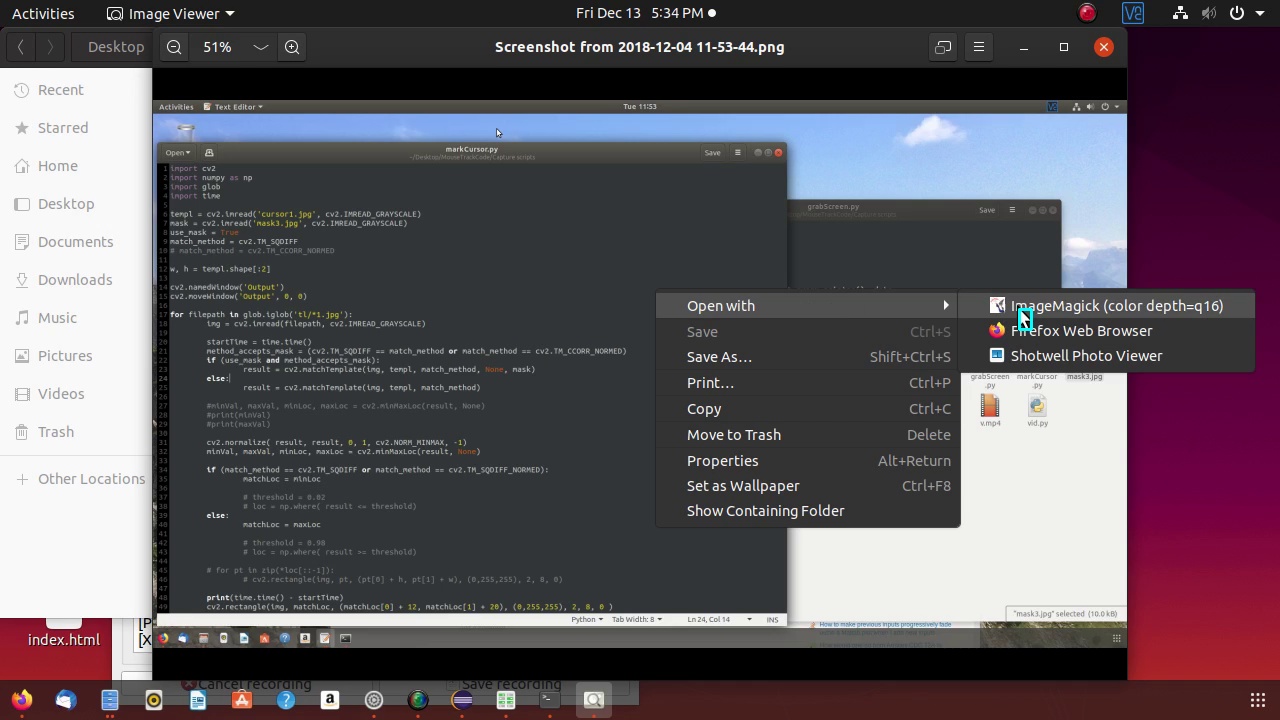 Activities
Image Viewer
Fri Dec 13 5:34 PM
Desktop
51%
Screenshot from 2018-12-04 11-53-44.png
Recent
Starred
Home
Desktop
Documents
Downloads
Music
Pictures
Videos
Trash
Other Locations
Activities
Text Editor
Tue 11:53
Open
markCursor.py
~/Desktop/MouseTrackCode/Capture scripts
Save
grabScreen.py
Save
1 import cv2
2 import numpy as np
3 import glob
4 import time
5
6 templ = cv2.imread('cursor1.jpg', cv2.IMREAD_GRAYSCALE)
7 mask = cv2.imread('mask3.jpg', cv2.IMREAD_GRAYSCALE)
8 use_mask = True
9 match_method = cv2.TM_SQDIFF
10 # match_method = cv2.TM_CCORR_NORMED
11
12 w, h = templ.shape[:2]
13
14 cv2.namedWindow('Output')
15 cv2.moveWindow('Output', 0, 0)
16
17 for filepath in glob.iglob('tl/*1.jpg'):
18 img = cv2.imread(filepath, cv2.IMREAD_GRAYSCALE)
19
20 startTime = time.time()
21 method_accepts_mask = (cv2.TM_SQDIFF == match_method or match_method == cv2.TM_CCORR_NORMED)
22 if (use_mask and method_accepts_mask):
23 result = cv2.matchTemplate(img, templ, match_method, None, mask)
24 else:
25 result = cv2.matchTemplate(img, templ, match_method)
26
27 #minVal, maxVal, minLoc, maxLoc = cv2.minMaxLoc(result, None)
28 #print(minVal)
29 #print(maxVal)
30
31 cv2.normalize( result, result, 0, 1, cv2.NORM_MINMAX, -1)
32 minVal, maxVal, minLoc, maxLoc = cv2.minMaxLoc(result, None)
33
34 if (match_method == cv2.TM_SQDIFF or match_method == cv2.TM_SQDIFF_NORMED):
35 matchLoc = minLoc
36
37 # threshold = 0.02
38 # loc = np.where( result <= threshold)
39 else:
40 matchLoc = maxLoc
41
42 # threshold = 0.98
43 # loc = np.where( result >= threshold)
44
45 # for pt in zip(*loc[::-1]):
46 # cv2.rectangle(img, pt, (pt[0] + h, pt[1] + w), (0,255,255), 2, 8, 0)
47
48 print(time.time() - startTime)
49 cv2.rectangle(img, matchLoc, (matchLoc[0] + 12, matchLoc[1] + 20), (0,255,255), 2, 8, 0 )
Python
Tab Width: 8
Ln 24, Col 14
INS
Open with
Save Ctrl+S
Save As… Shift+Ctrl+S
Print… Ctrl+P
Copy Ctrl+C
Move to Trash Delete
Properties Alt+Return
Set as Wallpaper Ctrl+F8
Show Containing Folder
ImageMagick (color depth=q16)
Firefox Web Browser
Shotwell Photo Viewer
grabScreen.py
markCursor.py
mask3.jpg
v.mp4
vid.py
"mask3.jpg" selected (10.0 kB)
How to make previous inputs progressively fade
index.html
[P
[X
Cancel recording
Save recording